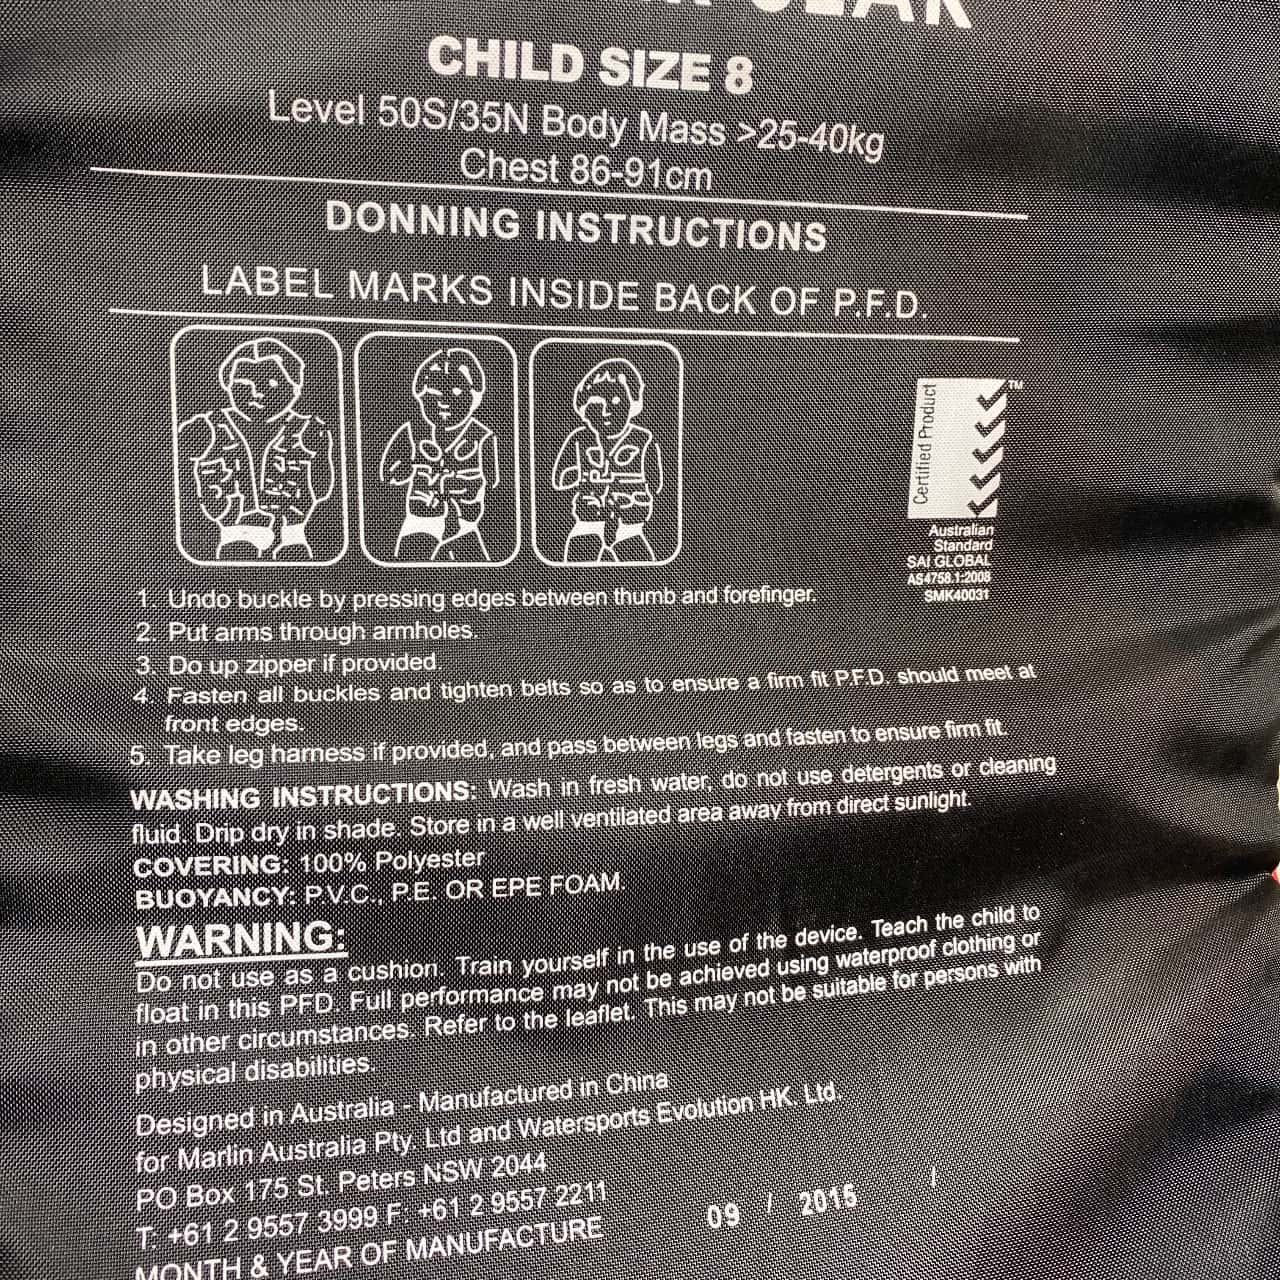 CHILD SIZE 8
Level 50S/35N Body Mass >25-40kg
Chest 86-91cm
DONNING INSTRUCTIONS
LABEL MARKS INSIDE BACK OF P.F.D.
Certified Product
TM
Australian
Standard
SAI GLOBAL
AS4758.1:2008
SMK40031
1. Undo buckle by pressing edges between thumb and forefinger.
2. Put arms through armholes.
3. Do up zipper if provided.
4. Fasten all buckles and tighten belts so as to ensure a firm fit P.F.D. should meet at
front edges.
5. Take leg harness if provided, and pass between legs and fasten to ensure firm fit.
WASHING INSTRUCTIONS: Wash in fresh water, do not use detergents or cleaning
fluid. Drip dry in shade. Store in a well ventilated area away from direct sunlight.
COVERING: 100% Polyester
BUOYANCY: P.V.C., P.E. OR EPE FOAM.
WARNING:
Do not use as a cushion. Train yourself in the use of the device. Teach the child to
float in this PFD. Full performance may not be achieved using waterproof clothing or
in other circumstances. Refer to the leaflet. This may not be suitable for persons with
physical disabilities.
Designed in Australia - Manufactured in China
for Marlin Australia Pty. Ltd and Watersports Evolution HK. Ltd.
PO Box 175 St. Peters NSW 2044
T: +61 2 9557 3999 F: +61 2 9557 2211
MONTH & YEAR OF MANUFACTURE 09 / 2015 /